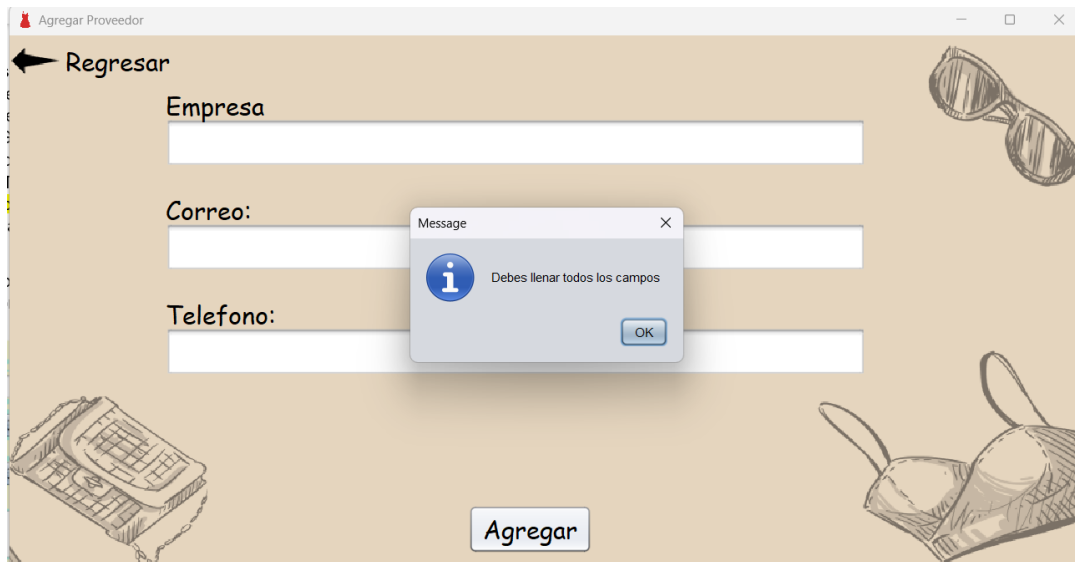 Agregar Proveedor
Regresar
Empresa
Correo:
Message
Debes llenar todos los campos
OK
Telefono:
Agregar